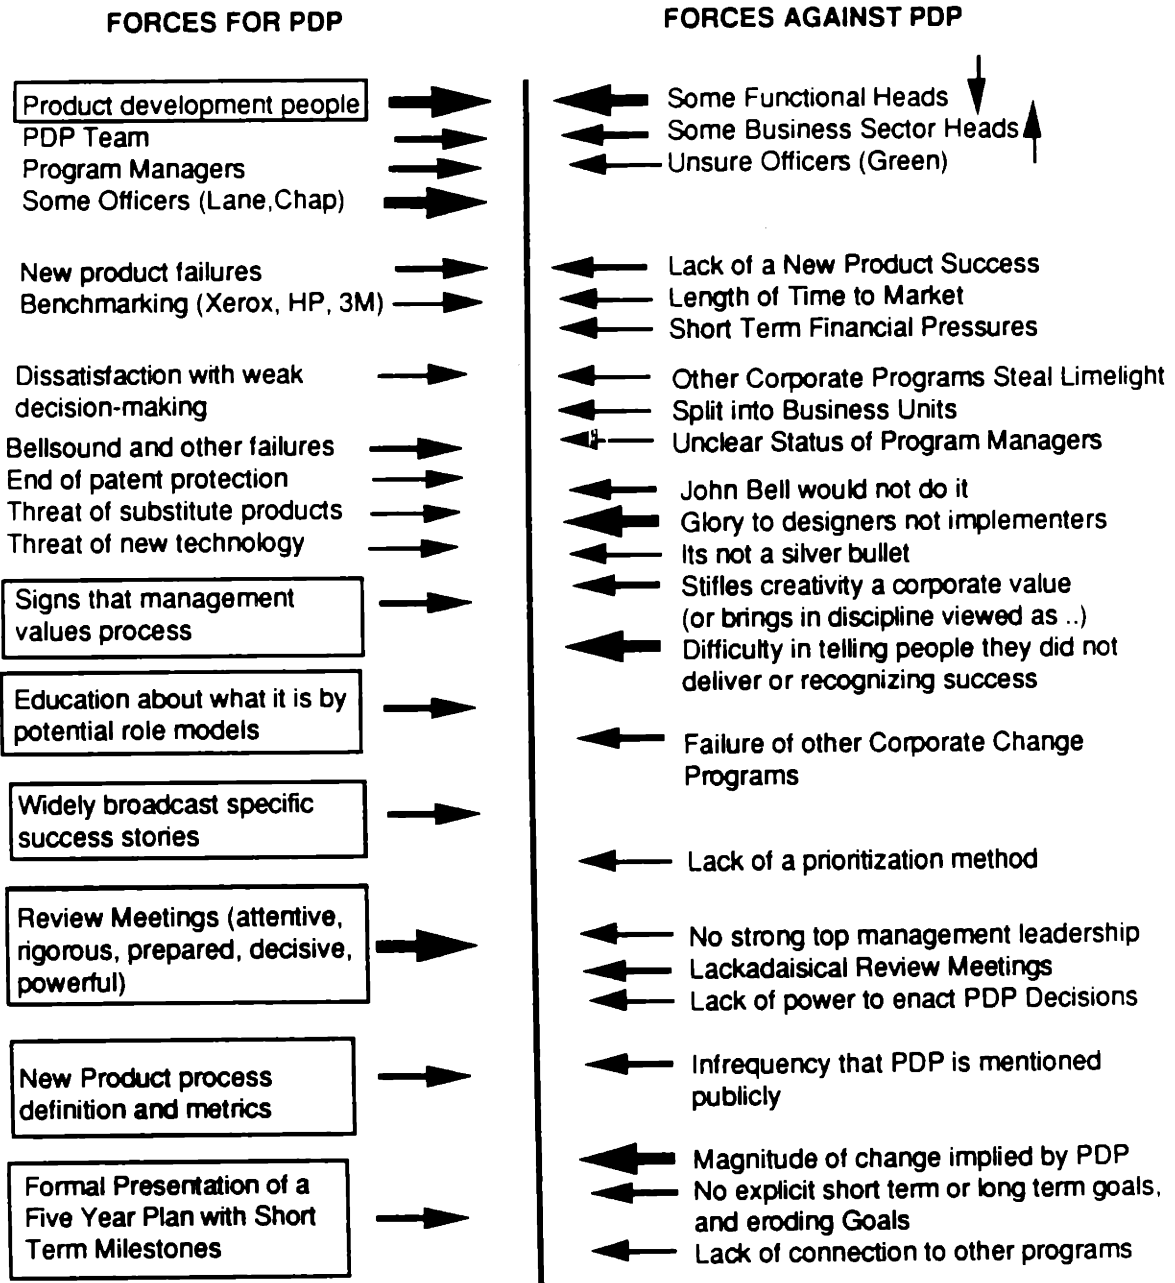 FORCES FOR PDP
Product development people
PDP Team
Program Managers
Some Officers (Lane,Chap)
New product failures
Benchmarking (Xerox, HP, 3M)
Dissatisfaction with weak
decision-making
Bellsound and other failures
End of patent protection
Threat of substitute products
Threat of new technology
Signs that management
values process
Education about what it is by
potential role models
Widely broadcast specific
success stories
Review Meetings (attentive,
rigorous, prepared, decisive,
powerful)
New Product process
definition and metrics
Formal Presentation of a
Five Year Plan with Short
Term Milestones
FORCES AGAINST PDP
Some Functional Heads
Some Business Sector Heads
Unsure Officers (Green)
Lack of a New Product Success
Length of Time to Market
Short Term Financial Pressures
Other Corporate Programs Steal Limelight
Split into Business Units
Unclear Status of Program Managers
John Bell would not do it
Glory to designers not implementers
Its not a silver bullet
Stifles creativity a corporate value
(or brings in discipline viewed as ..)
Difficulty in telling people they did not
deliver or recognizing success
Failure of other Corporate Change
Programs
Lack of a prioritization method
No strong top management leadership
Lackadaisical Review Meetings
Lack of power to enact PDP Decisions
Infrequency that PDP is mentioned
publicly
Magnitude of change implied by PDP
No explicit short term or long term goals,
and eroding Goals
Lack of connection to other programs